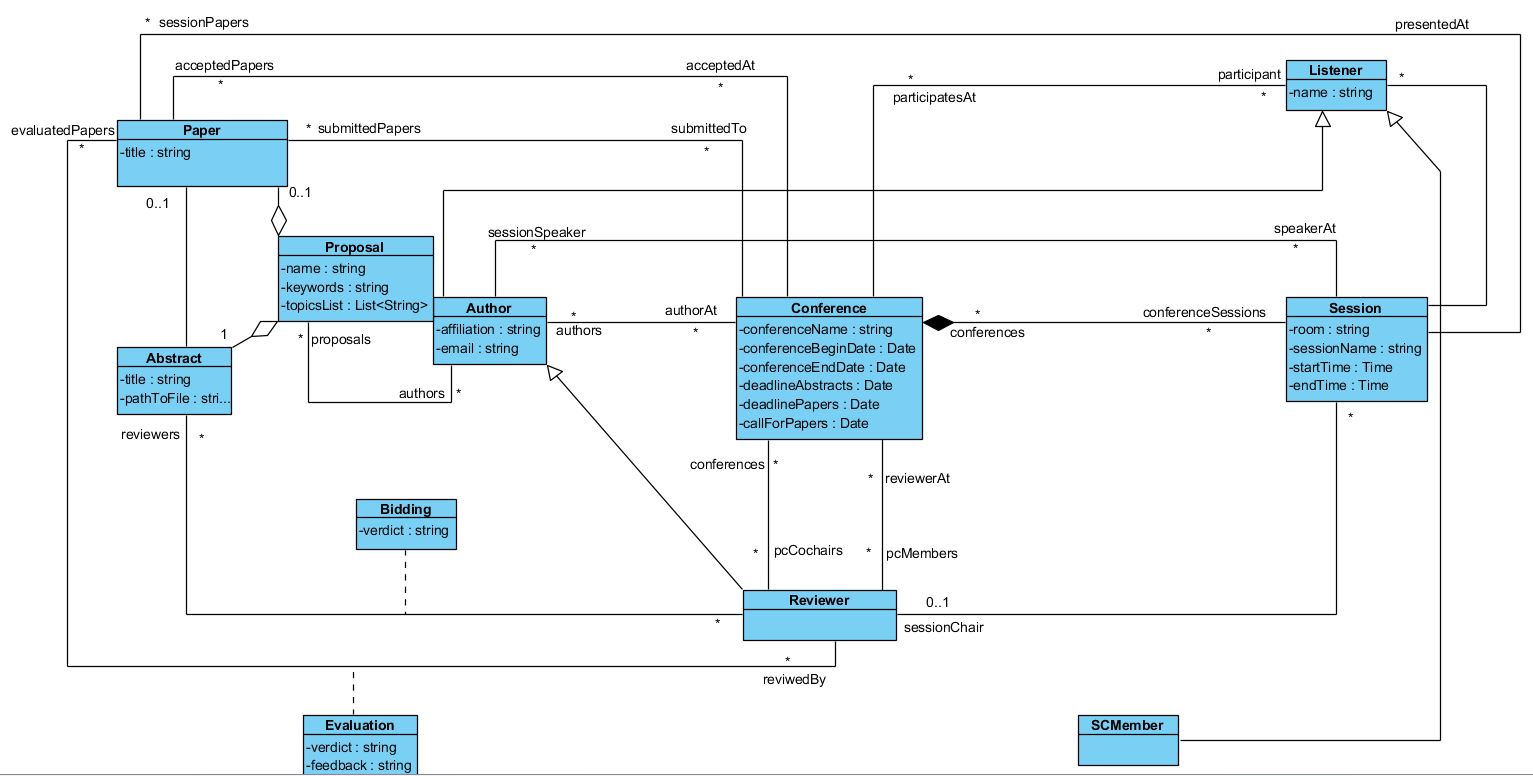 * sessionPapers
presentedAt
acceptedPapers
*
acceptedAt
*
*
participatesAt
participant
*
Listener
-name : string
*
evaluatedPapers
*
Paper
-title : string
* submittedPapers
submittedTo
*
0..1
0..1
Proposal
-name : string
-keywords : string
-topicsList : List<String>
sessionSpeaker
*
speakerAt
*
Author
-affiliation : string
-email : string
*
authors
authorAt
*
Conference
-conferenceName : string
-conferenceBeginDate : Date
-conferenceEndDate : Date
-deadlineAbstracts : Date
-deadlinePapers : Date
-callForPapers : Date
*
conferences
conferenceSessions
*
Session
-room : string
-sessionName : string
-startTime : Time
-endTime : Time
*
1
* proposals
authors *
Abstract
-title : string
-pathToFile : stri...
reviewers *
conferences *
* reviewerAt
Bidding
-verdict : string
* pcCochairs
* pcMembers
Reviewer
0..1
sessionChair
*
*
reviwedBy
Evaluation
-verdict : string
-feedback : string
SCMember